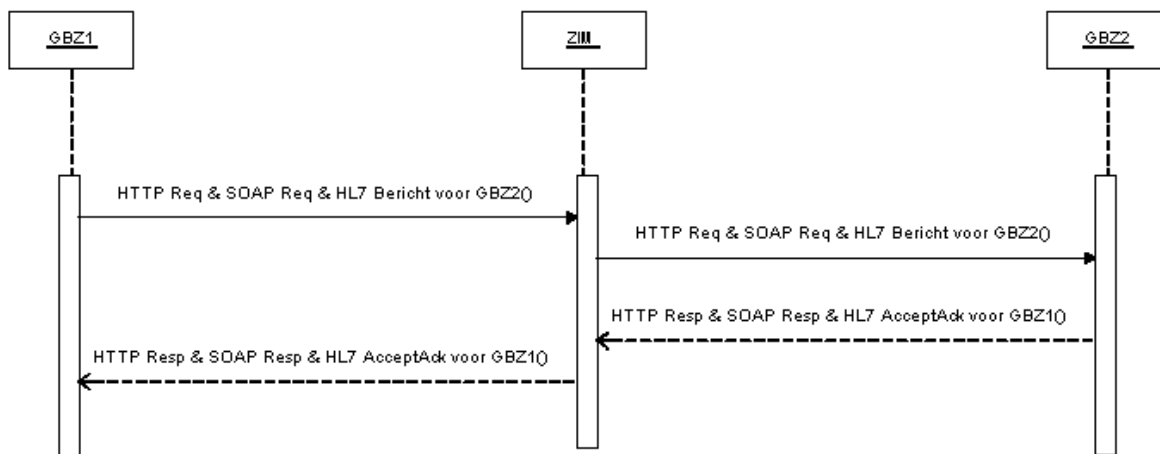 GBZ1
ZIM
GBZ2
HTTP Req & SOAP Req & HL7 Bericht voor GBZ2()
HTTP Req & SOAP Req & HL7 Bericht voor GBZ2()
HTTP Resp & SOAP Resp & HL7 AcceptAck voor GBZ1()
HTTP Resp & SOAP Resp & HL7 AcceptAck voor GBZ1()